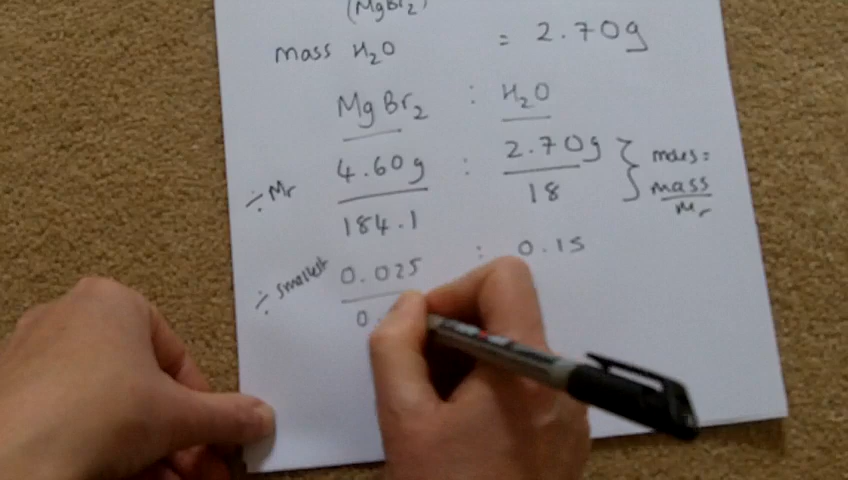 (MgBr₂)
mass H₂O = 2.70g
MgBr₂ : H₂O
÷ Mr 4.60g : 2.70g moles =
184.1 18 mass
Mr
÷ smallest 0.025 : 0.15
0.